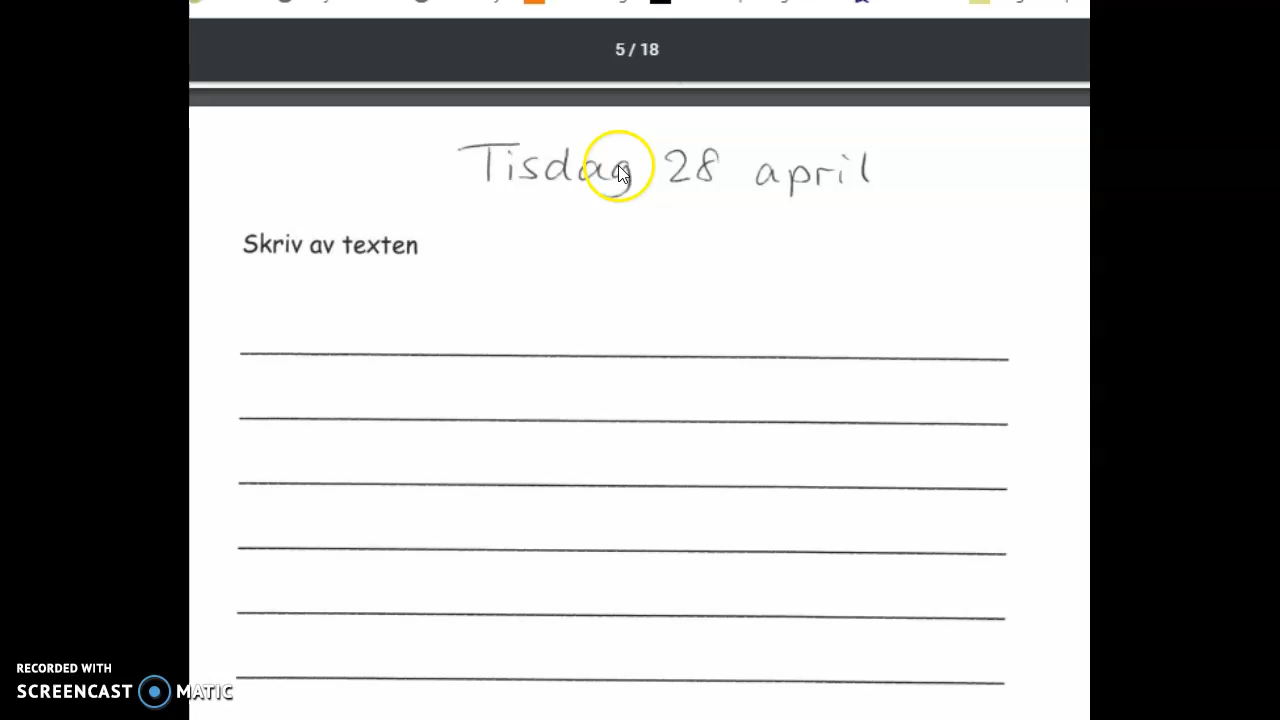 5 / 18
Tisdag 28 april
Skriv av texten
RECORDED WITH
SCREENCAST MATIC